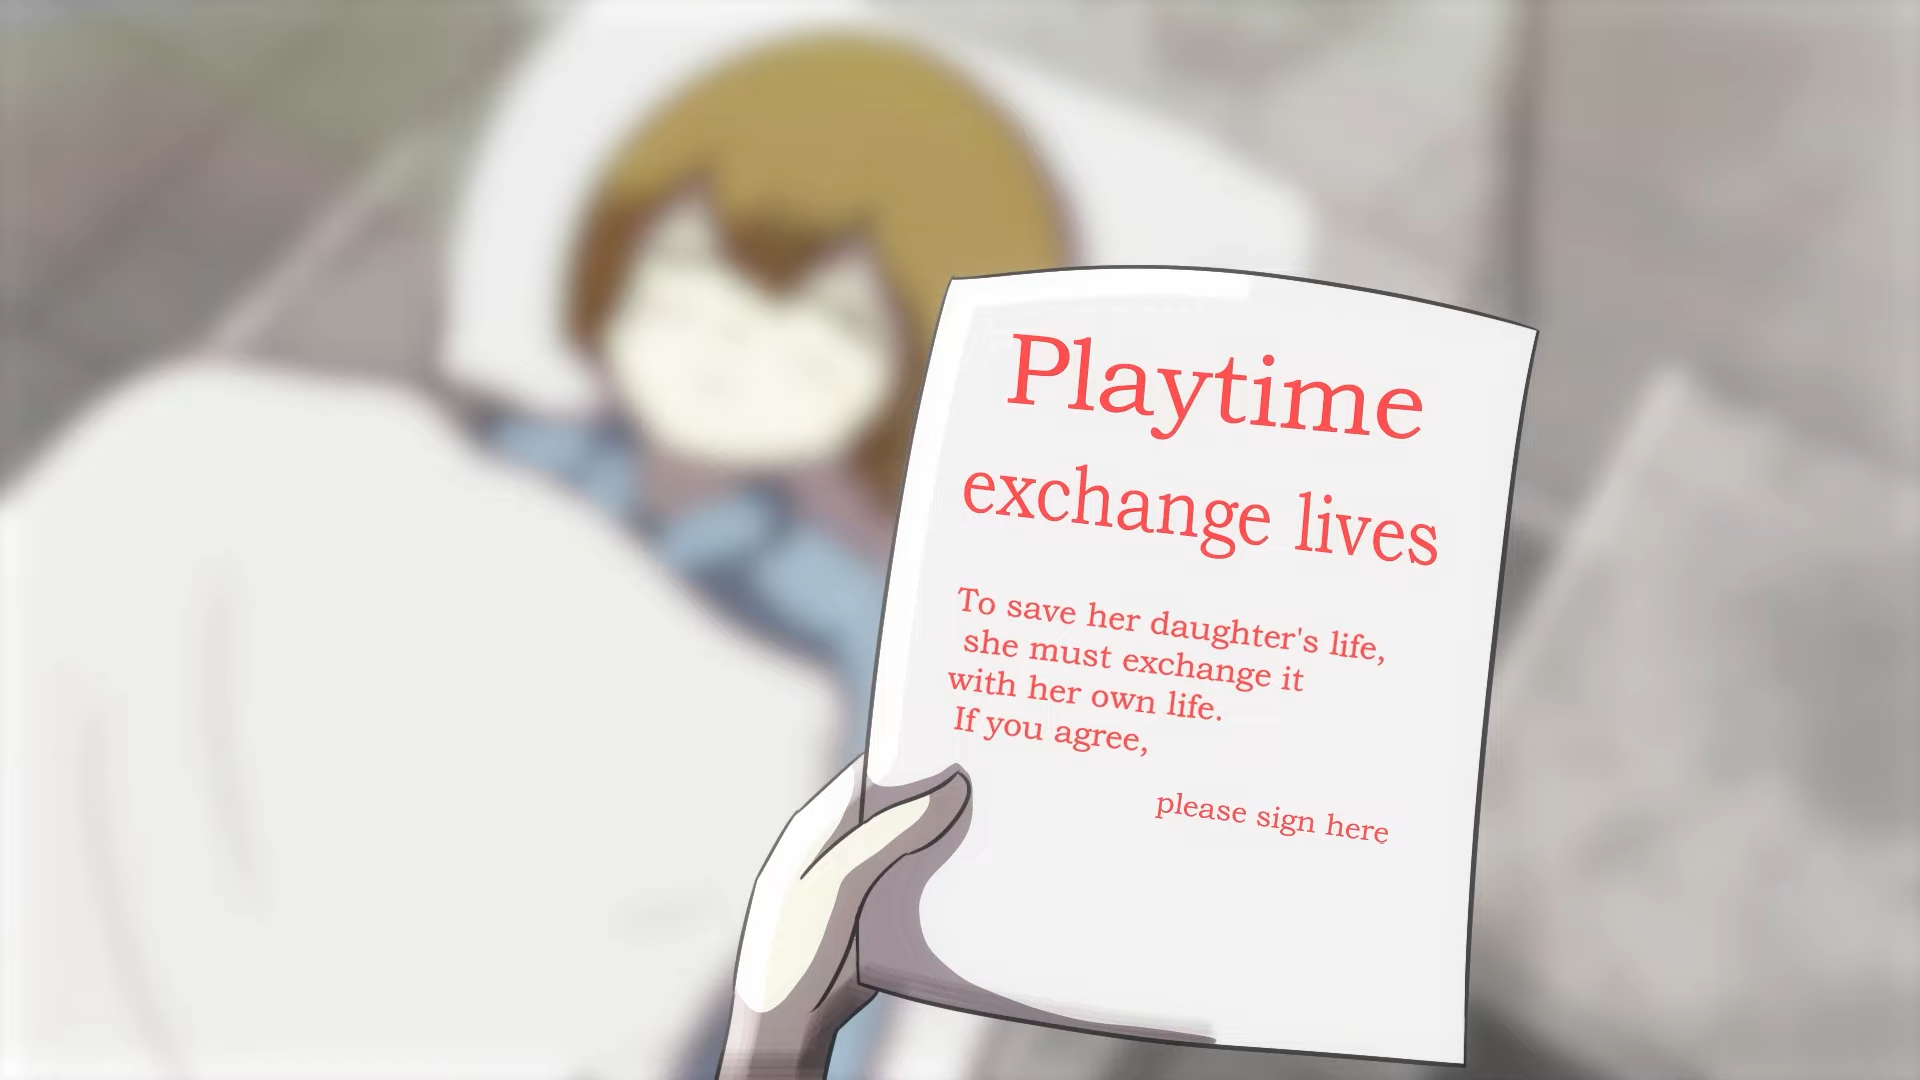 Playtime
exchange lives
To save her daughter's life,
she must exchange it
with her own life.
If you agree,
please sign here